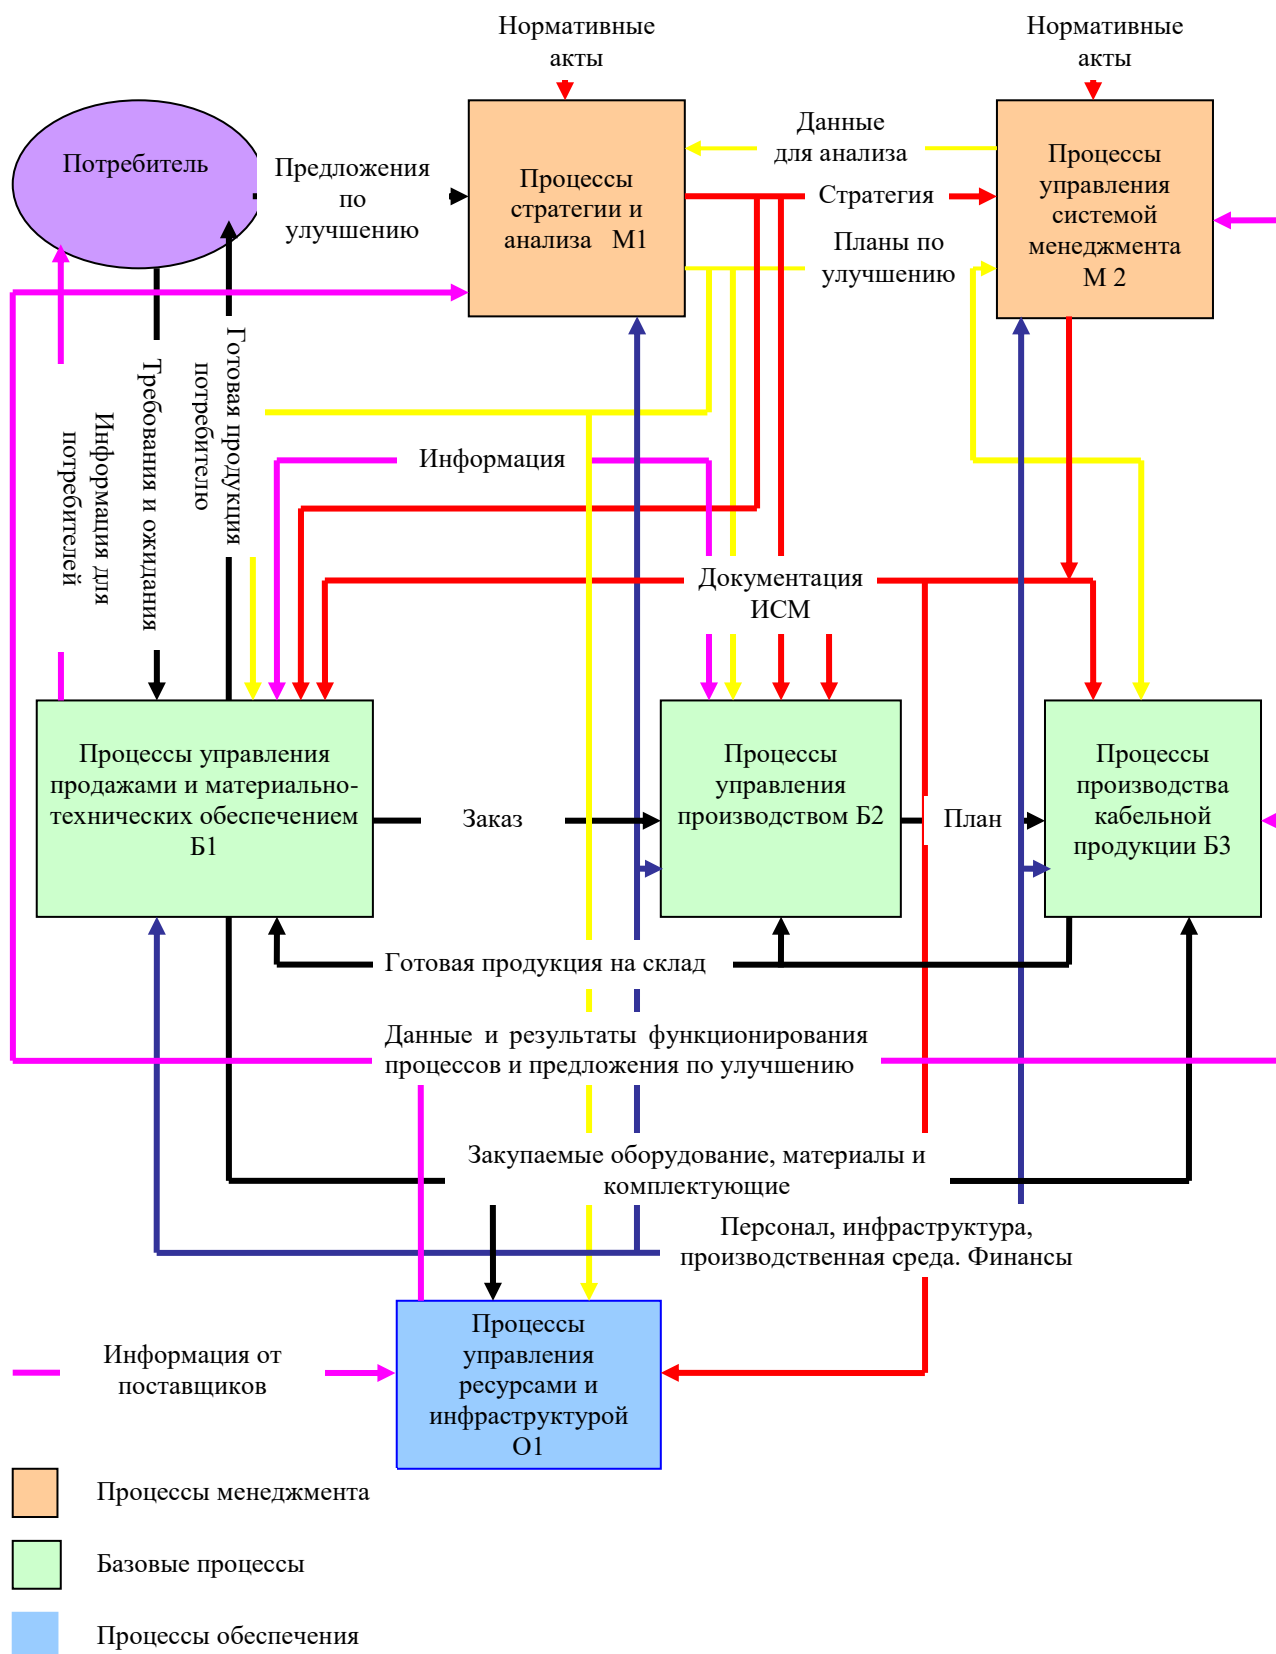 Нормативные
акты
Нормативные
акты
Потребитель
Предложения
по
улучшению
Процессы
стратегии и
анализа М1
Данные
для анализа
Стратегия
Планы по
улучшению
Процессы
управления
системой
менеджмента
М 2
Информация для
потребителей
Требования и ожидания
Готовая продукция
потребителю
Информация
Документация
ИСМ
Процессы управления
продажами и материально-
технических обеспечением
Б1
Заказ
Процессы
управления
производством Б2
План
Процессы
производства
кабельной
продукции Б3
Готовая продукция на склад
Данные и результаты функционирования
процессов и предложения по улучшению
Закупаемые оборудование, материалы и
комплектующие
Персонал, инфраструктура,
производственная среда. Финансы
Информация от
поставщиков
Процессы
управления
ресурсами и
инфраструктурой
О1
Процессы менеджмента
Базовые процессы
Процессы обеспечения